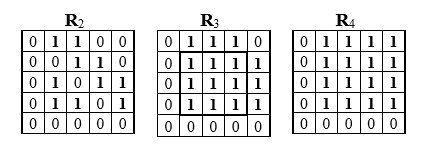 R2 R3 R4
0 1 1 0 0 0 1 1 1 0 0 1 1 1 1
0 0 1 1 0 0 1 1 1 1 0 1 1 1 1
0 1 0 1 1 0 1 1 1 1 0 1 1 1 1
0 1 1 0 1 0 1 1 1 1 0 1 1 1 1
0 0 0 0 0 0 0 0 0 0 0 0 0 0 0